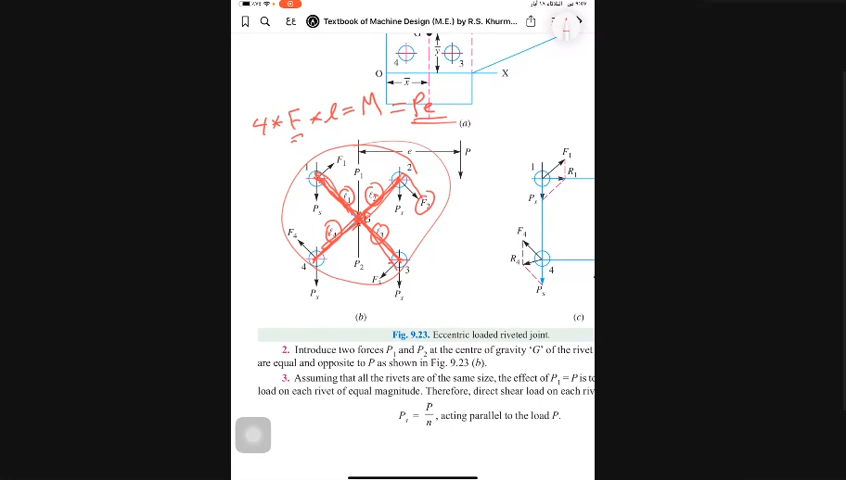 Textbook of Machine Design (M.E.) by R.S. Khurm...
4 3 y
O X
x
4 * F * l = M = Pe
(a)
e P
1 F1 P1 2 F1 R1 1
l1 l2
Ps Ps F2 Ps
G
F4 l4 l3 F4
R4
4 P2 F3 3 4
Ps Ps Ps
(b) (c)
Fig. 9.23. Eccentric loaded riveted joint.
2. Introduce two forces P1 and P2 at the centre of gravity ‘G’ of the rivet
are equal and opposite to P as shown in Fig. 9.23 (b).
3. Assuming that all the rivets are of the same size, the effect of P1 = P is to
load on each rivet of equal magnitude. Therefore, direct shear load on each riv
Ps = P/n, acting parallel to the load P.